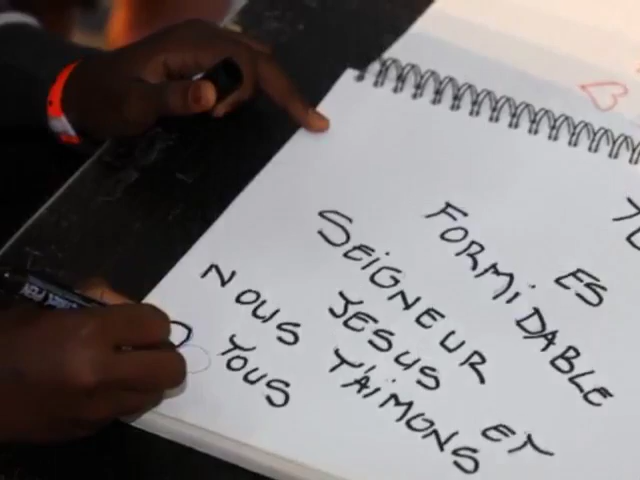 TU
ES
FORMiDABLE
SEiGNEUR
JESUS ET
NOUS T'AiMONS
TOUS